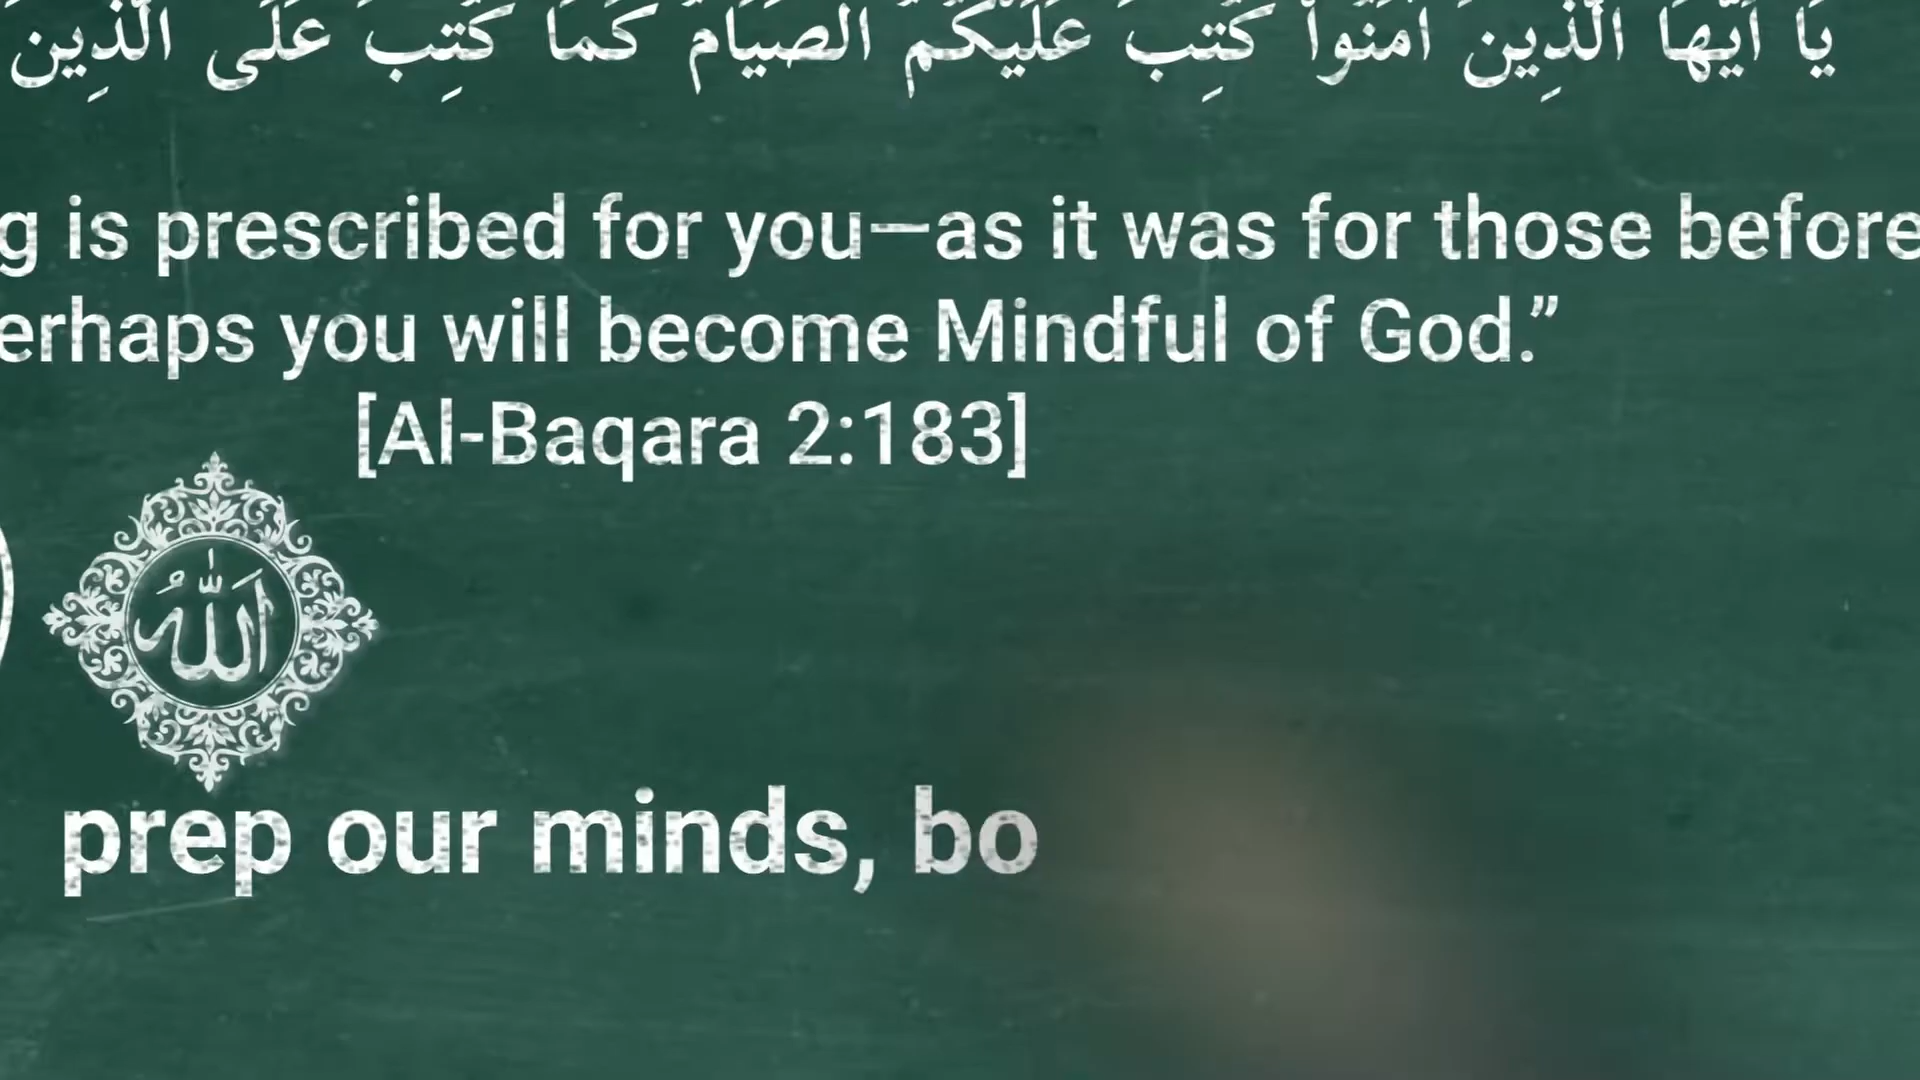 يَا أَيُّهَا الَّذِينَ آمَنُواْ كُتِبَ عَلَيْكُمُ الصِّيَامُ كَمَا كُتِبَ عَلَى الَّذِينَ
g is prescribed for you—as it was for those before
erhaps you will become Mindful of God.”
[Al-Baqara 2:183]
الله
prep our minds, bo